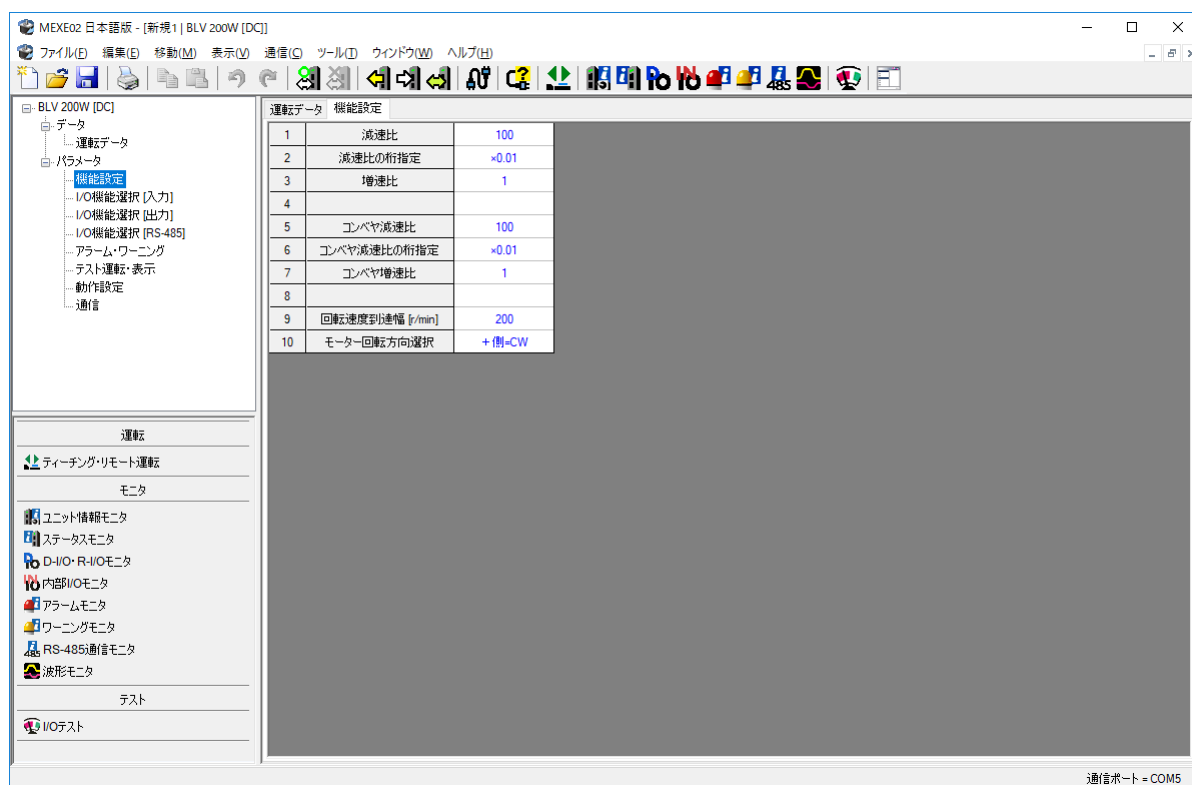 MEXE02 日本語版 - [新規1 | BLV 200W [DC]]
ファイル(F) 編集(E) 移動(M) 表示(V) 通信(C) ツール(T) ウィンドウ(W) ヘルプ(H)
BLV 200W [DC]
データ
運転データ
パラメータ
機能設定
I/O機能選択 [入力]
I/O機能選択 [出力]
I/O機能選択 [RS-485]
アラーム・ワーニング
テスト運転・表示
動作設定
通信
運転
ティーチング・リモート運転
モニタ
ユニット情報モニタ
ステータスモニタ
D-I/O・R-I/Oモニタ
内部I/Oモニタ
アラームモニタ
ワーニングモニタ
RS-485通信モニタ
波形モニタ
テスト
I/Oテスト
運転データ 機能設定
1 減速比 100
2 減速比の桁指定 ×0.01
3 増速比 1
4
5 コンベヤ減速比 100
6 コンベヤ減速比の桁指定 ×0.01
7 コンベヤ増速比 1
8
9 回転速度到達幅 [r/min] 200
10 モーター回転方向選択 +側=CW
通信ポート = COM5